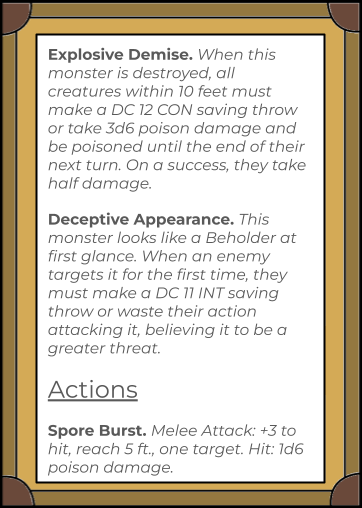 Explosive Demise. When this
monster is destroyed, all
creatures within 10 feet must
make a DC 12 CON saving throw
or take 3d6 poison damage and
be poisoned until the end of their
next turn. On a success, they take
half damage.
Deceptive Appearance. This
monster looks like a Beholder at
first glance. When an enemy
targets it for the first time, they
must make a DC 11 INT saving
throw or waste their action
attacking it, believing it to be a
greater threat.
Actions
Spore Burst. Melee Attack: +3 to
hit, reach 5 ft., one target. Hit: 1d6
poison damage.